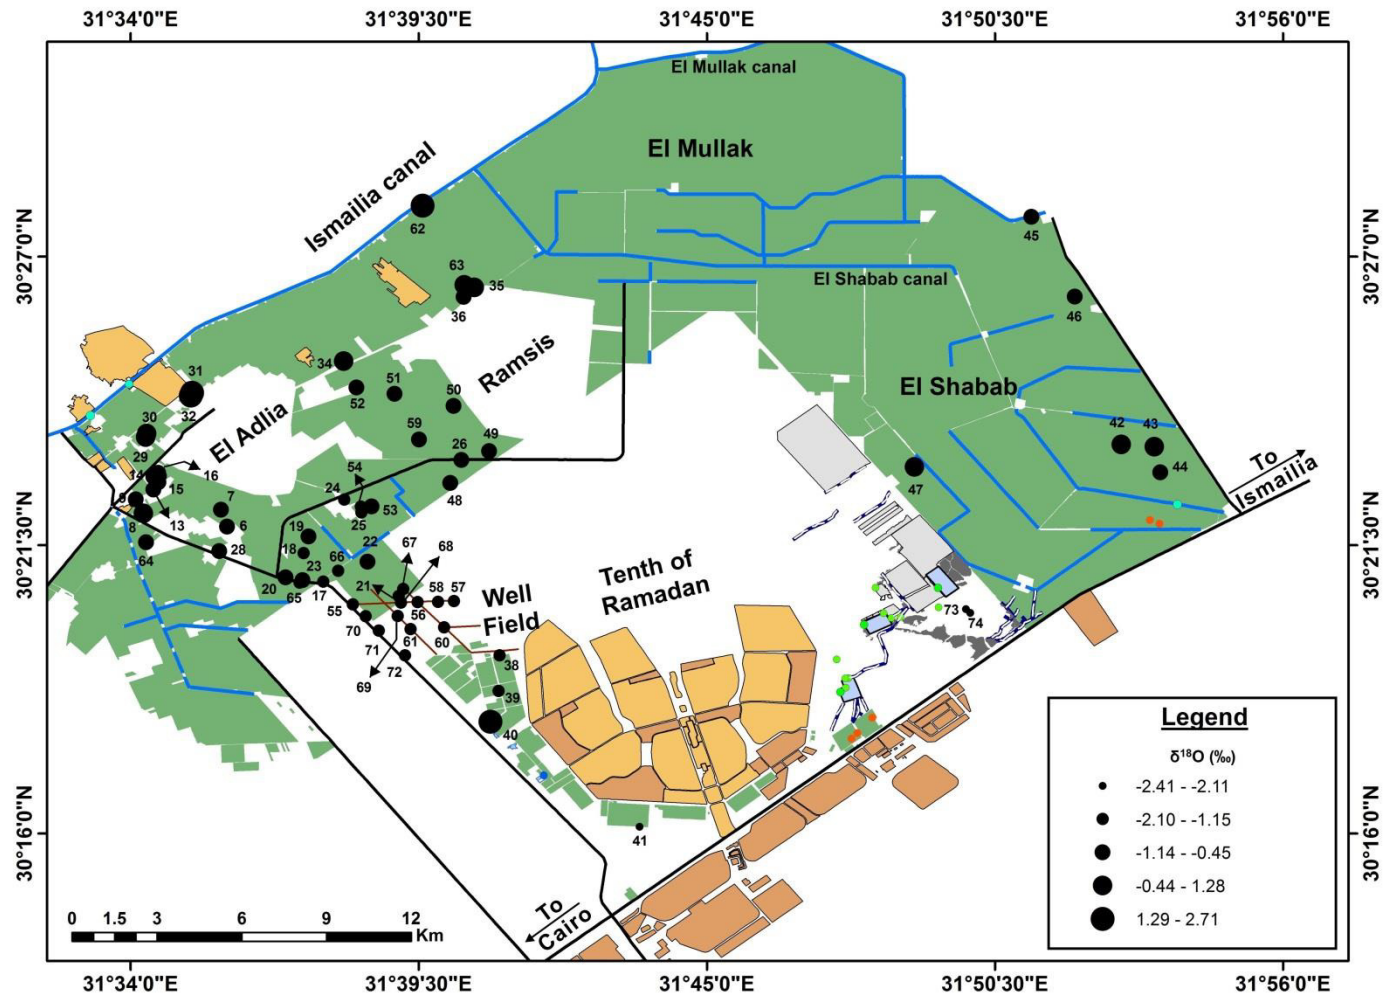 31°34'0"E
31°39'30"E
31°45'0"E
31°50'30"E
31°56'0"E
El Mullak canal
El Mullak
Ismailia canal
62
45
30°27'0"N
30°27'0"N
63
35
36
El Shabab canal
46
34
Ramsis
31
32
52
51
50
El Shabab
El Adlia
30
29
59
26
49
42
43
44
14
16
15
54
24
48
47
To
Ismailia
9
7
13
25
53
8
6
19
64
28
18
22
67
68
30°21'30"N
30°21'30"N
66
20
23
65
17
21
58
57
Well
Field
Tenth of
Ramadan
55
56
73
74
70
61
60
71
72
38
69
39
40
Legend
δ¹⁸O (‰)
-2.41 - -2.11
-2.10 - -1.15
-1.14 - -0.45
-0.44 - 1.28
1.29 - 2.71
30°16'0"N
30°16'0"N
41
To
Cairo
0 1.5 3 6 9 12
Km
31°34'0"E
31°39'30"E
31°45'0"E
31°50'30"E
31°56'0"E